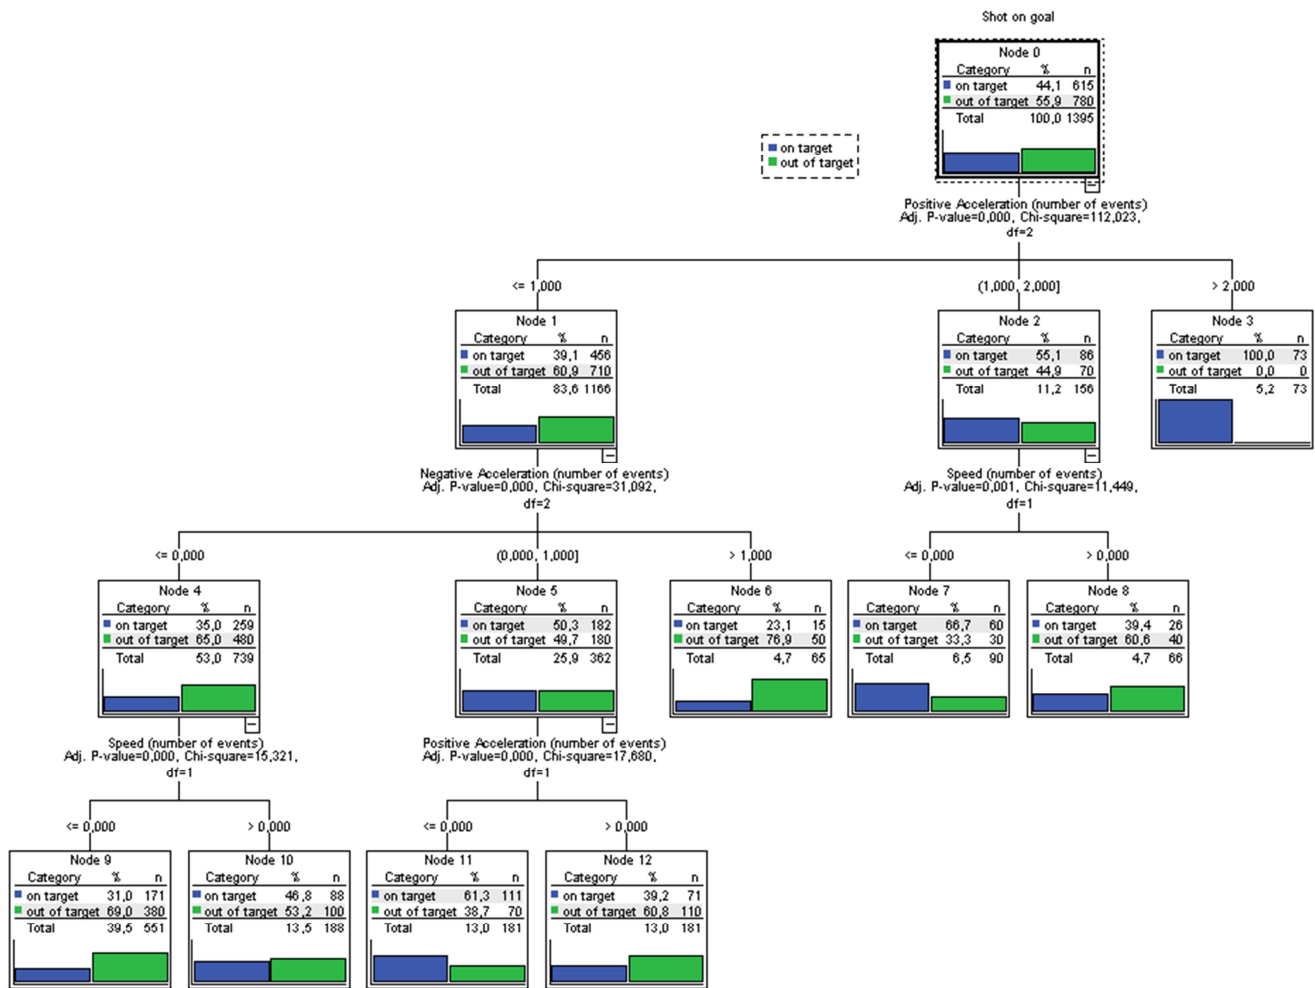 Shot on goal
Node 0
Category % n
on target 44,1 615
out of target 55,9 780
Total 100,0 1395
on target
out of target
Positive Acceleration (number of events)
Adj. P-value=0,000, Chi-square=112,023,
df=2
<= 1,000
(1,000, 2,000]
> 2,000
Node 1
Category % n
on target 39,1 456
out of target 60,9 710
Total 83,6 1166
Node 2
Category % n
on target 55,1 86
out of target 44,9 70
Total 11,2 156
Node 3
Category % n
on target 100,0 73
out of target 0,0 0
Total 5,2 73
Negative Acceleration (number of events)
Adj. P-value=0,000, Chi-square=31,092,
df=2
Speed (number of events)
Adj. P-value=0,001, Chi-square=11,449,
df=1
<= 0,000
(0,000, 1,000]
> 1,000
<= 0,000
> 0,000
Node 4
Category % n
on target 35,0 259
out of target 65,0 480
Total 53,0 739
Node 5
Category % n
on target 50,3 182
out of target 49,7 180
Total 25,9 362
Node 6
Category % n
on target 23,1 15
out of target 76,9 50
Total 4,7 65
Node 7
Category % n
on target 66,7 60
out of target 33,3 30
Total 6,5 90
Node 8
Category % n
on target 39,4 26
out of target 60,6 40
Total 4,7 66
Speed (number of events)
Adj. P-value=0,000, Chi-square=15,321,
df=1
Positive Acceleration (number of events)
Adj. P-value=0,000, Chi-square=17,680,
df=1
<= 0,000
> 0,000
<= 0,000
> 0,000
Node 9
Category % n
on target 31,0 171
out of target 69,0 380
Total 39,5 551
Node 10
Category % n
on target 46,8 88
out of target 53,2 100
Total 13,5 188
Node 11
Category % n
on target 61,3 111
out of target 38,7 70
Total 13,0 181
Node 12
Category % n
on target 39,2 71
out of target 60,8 110
Total 13,0 181